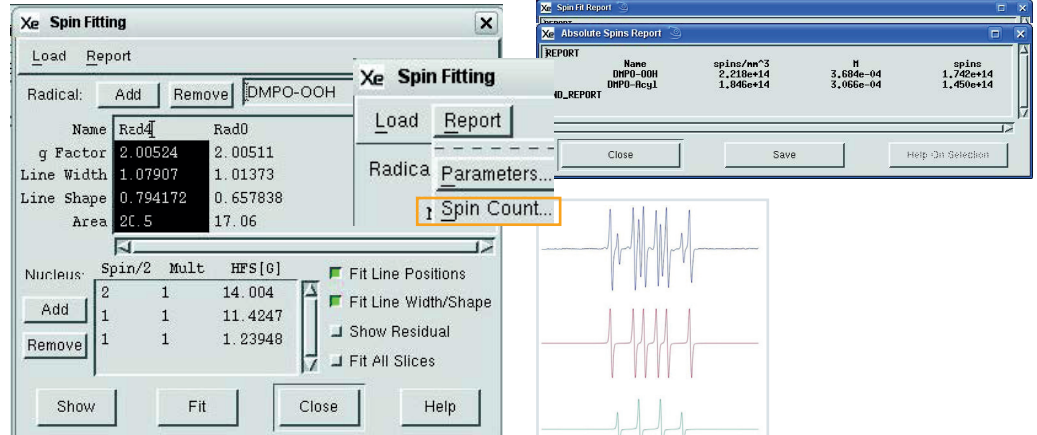 Xe Spin Fitting
Load Report
Radical: Add Remove DMPO-OOH
Name Rad4 Rad0
g Factor 2.00524 2.00511
Line Width 1.07907 1.01373
Line Shape 0.794172 0.657838
Area 20.5 17.06
Nucleus: Spin/2 Mult HFS[G]
Add
Remove
2 1 14.004
1 1 11.4247
1 1 1.23948
Fit Line Positions
Fit Line Width/Shape
Show Residual
Fit All Slices
Show Fit Close Help
Xe Spin Fitting
Load Report
Radica
Parameters...
Spin Count...
Xe Spin Fit Report
Xe Absolute Spins Report
REPORT
Name spins/mm^3 M spins
DMPO-OOH 2.218e+14 3.684e-04 1.742e+14
DMPO-Acyl 1.846e+14 3.066e-04 1.450e+14
ND_REPORT
Close Save Help On Selection